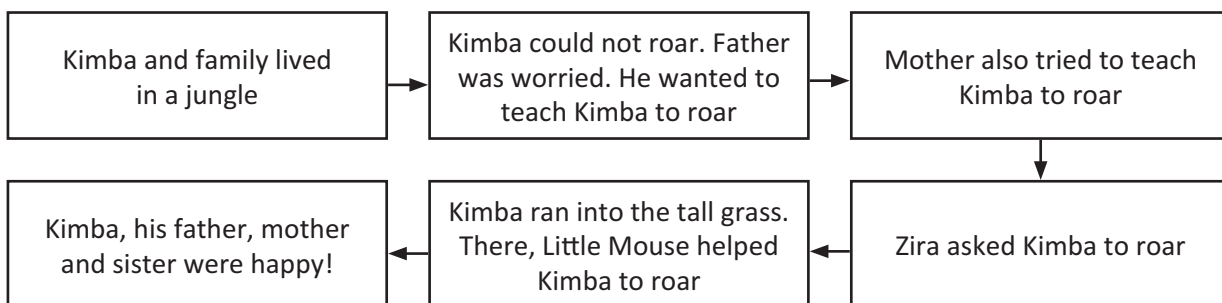 Kimba and family lived
in a jungle
Kimba could not roar. Father
was worried. He wanted to
teach Kimba to roar
Mother also tried to teach
Kimba to roar
Zira asked Kimba to roar
Kimba ran into the tall grass.
There, Little Mouse helped
Kimba to roar
Kimba, his father, mother
and sister were happy!